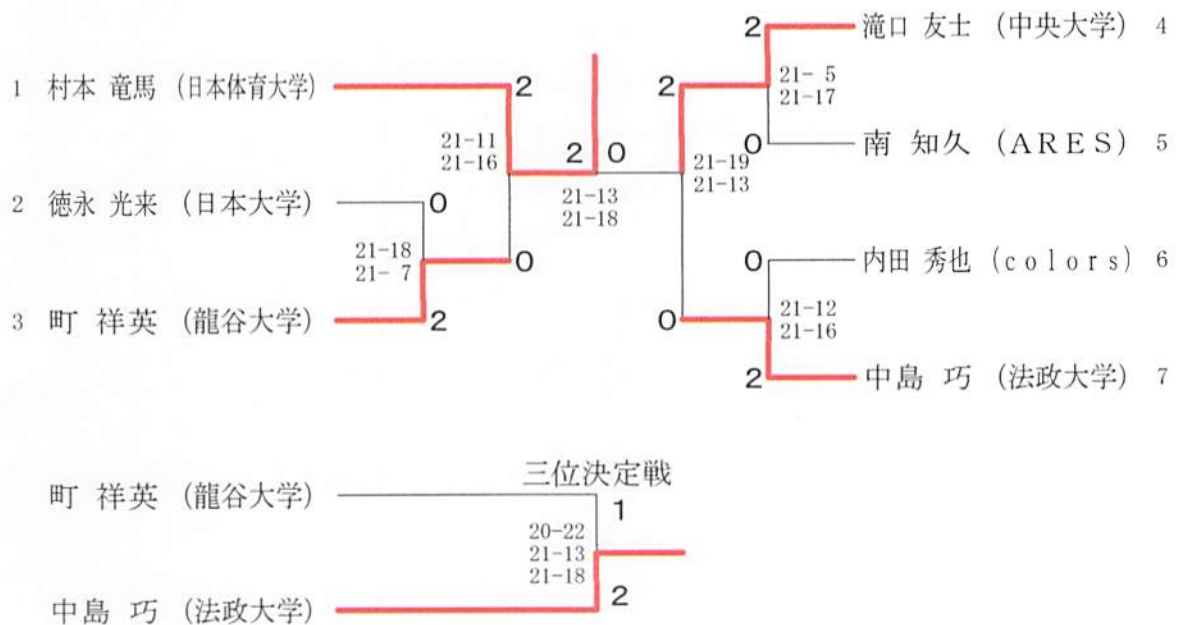 2 滝口 友士 (中央大学) 4
1 村本 竜馬 (日本体育大学) 2
2 21- 5
21-17
21-11
21-16
2 0
0 南 知久 (ARES) 5
21-19
21-13
21-13
21-18
2 徳永 光来 (日本大学) 0
21-18
21- 7
0
0 内田 秀也 (colors) 6
3 町 祥英 (龍谷大学) 2
0 21-12
21-16
2 中島 巧 (法政大学) 7
三位決定戦
町 祥英 (龍谷大学) 1
20-22
21-13
21-18
中島 巧 (法政大学) 2